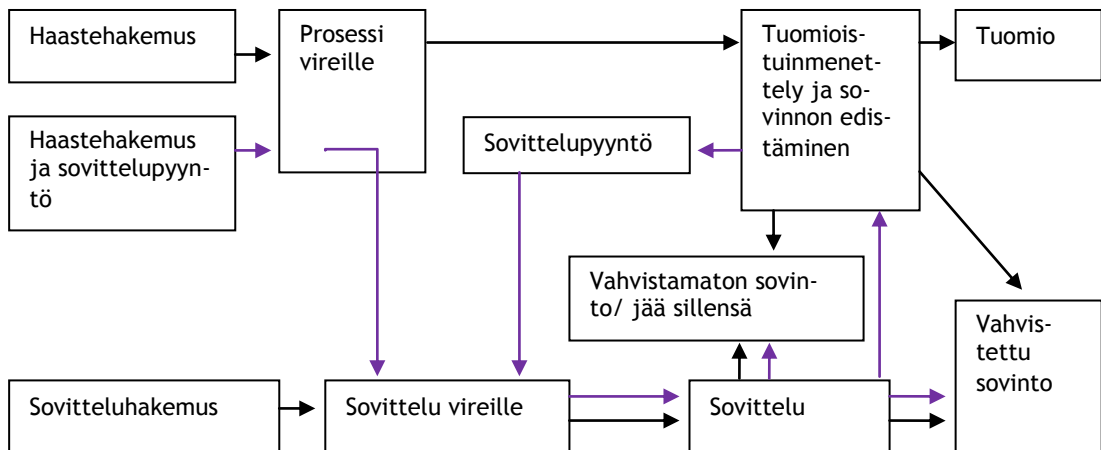 Haastehakemus
Prosessi
vireille
Tuomiois-
tuinmenet-
tely ja so-
vinnon edis-
täminen
Tuomio
Haastehakemus
ja sovittelupyyn-
tö
Sovittelupyyntö
Vahvistamaton sovin-
to/ jää sillensä
Vahvis-
tettu
sovinto
Sovitteluhakemus
Sovittelu vireille
Sovittelu